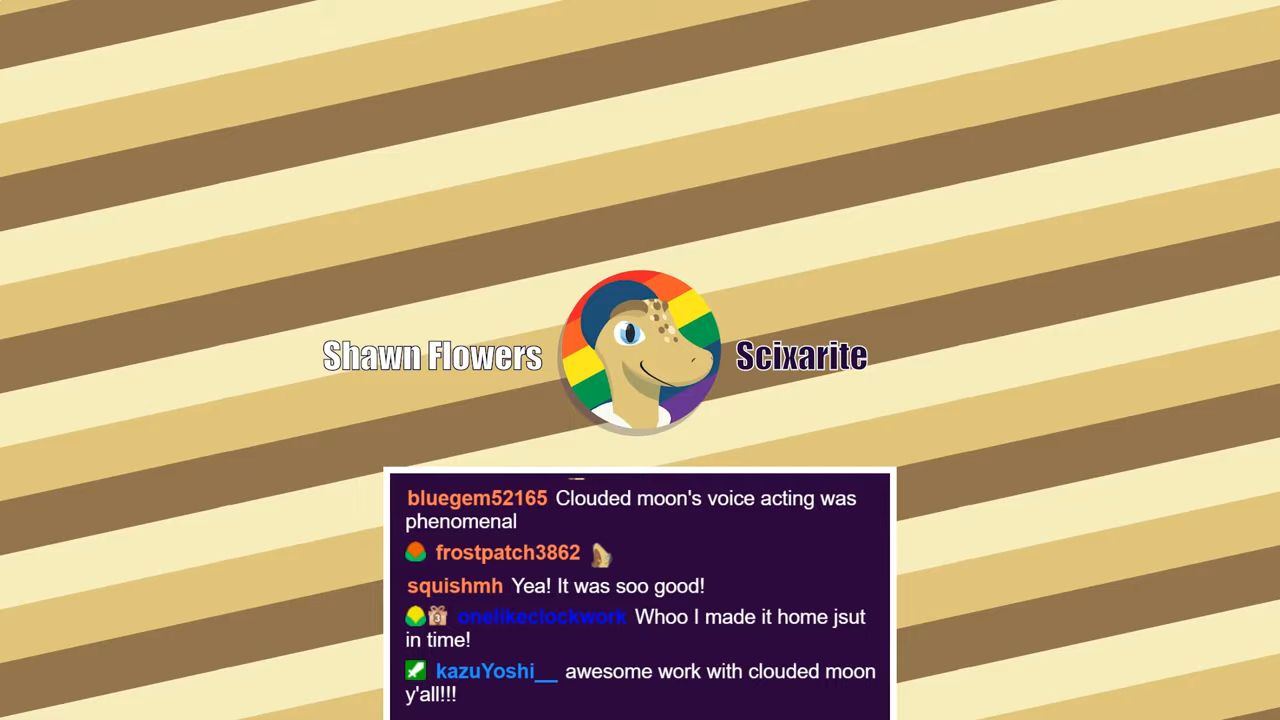 Shawn Flowers
Scixarite
bluegem52165 Clouded moon's voice acting was
phenomenal
frostpatch3862
squishmh Yea! It was soo good!
3 onelikeclockwork Whoo I made it home jsut
in time!
kazuYoshi__ awesome work with clouded moon
y'all!!!